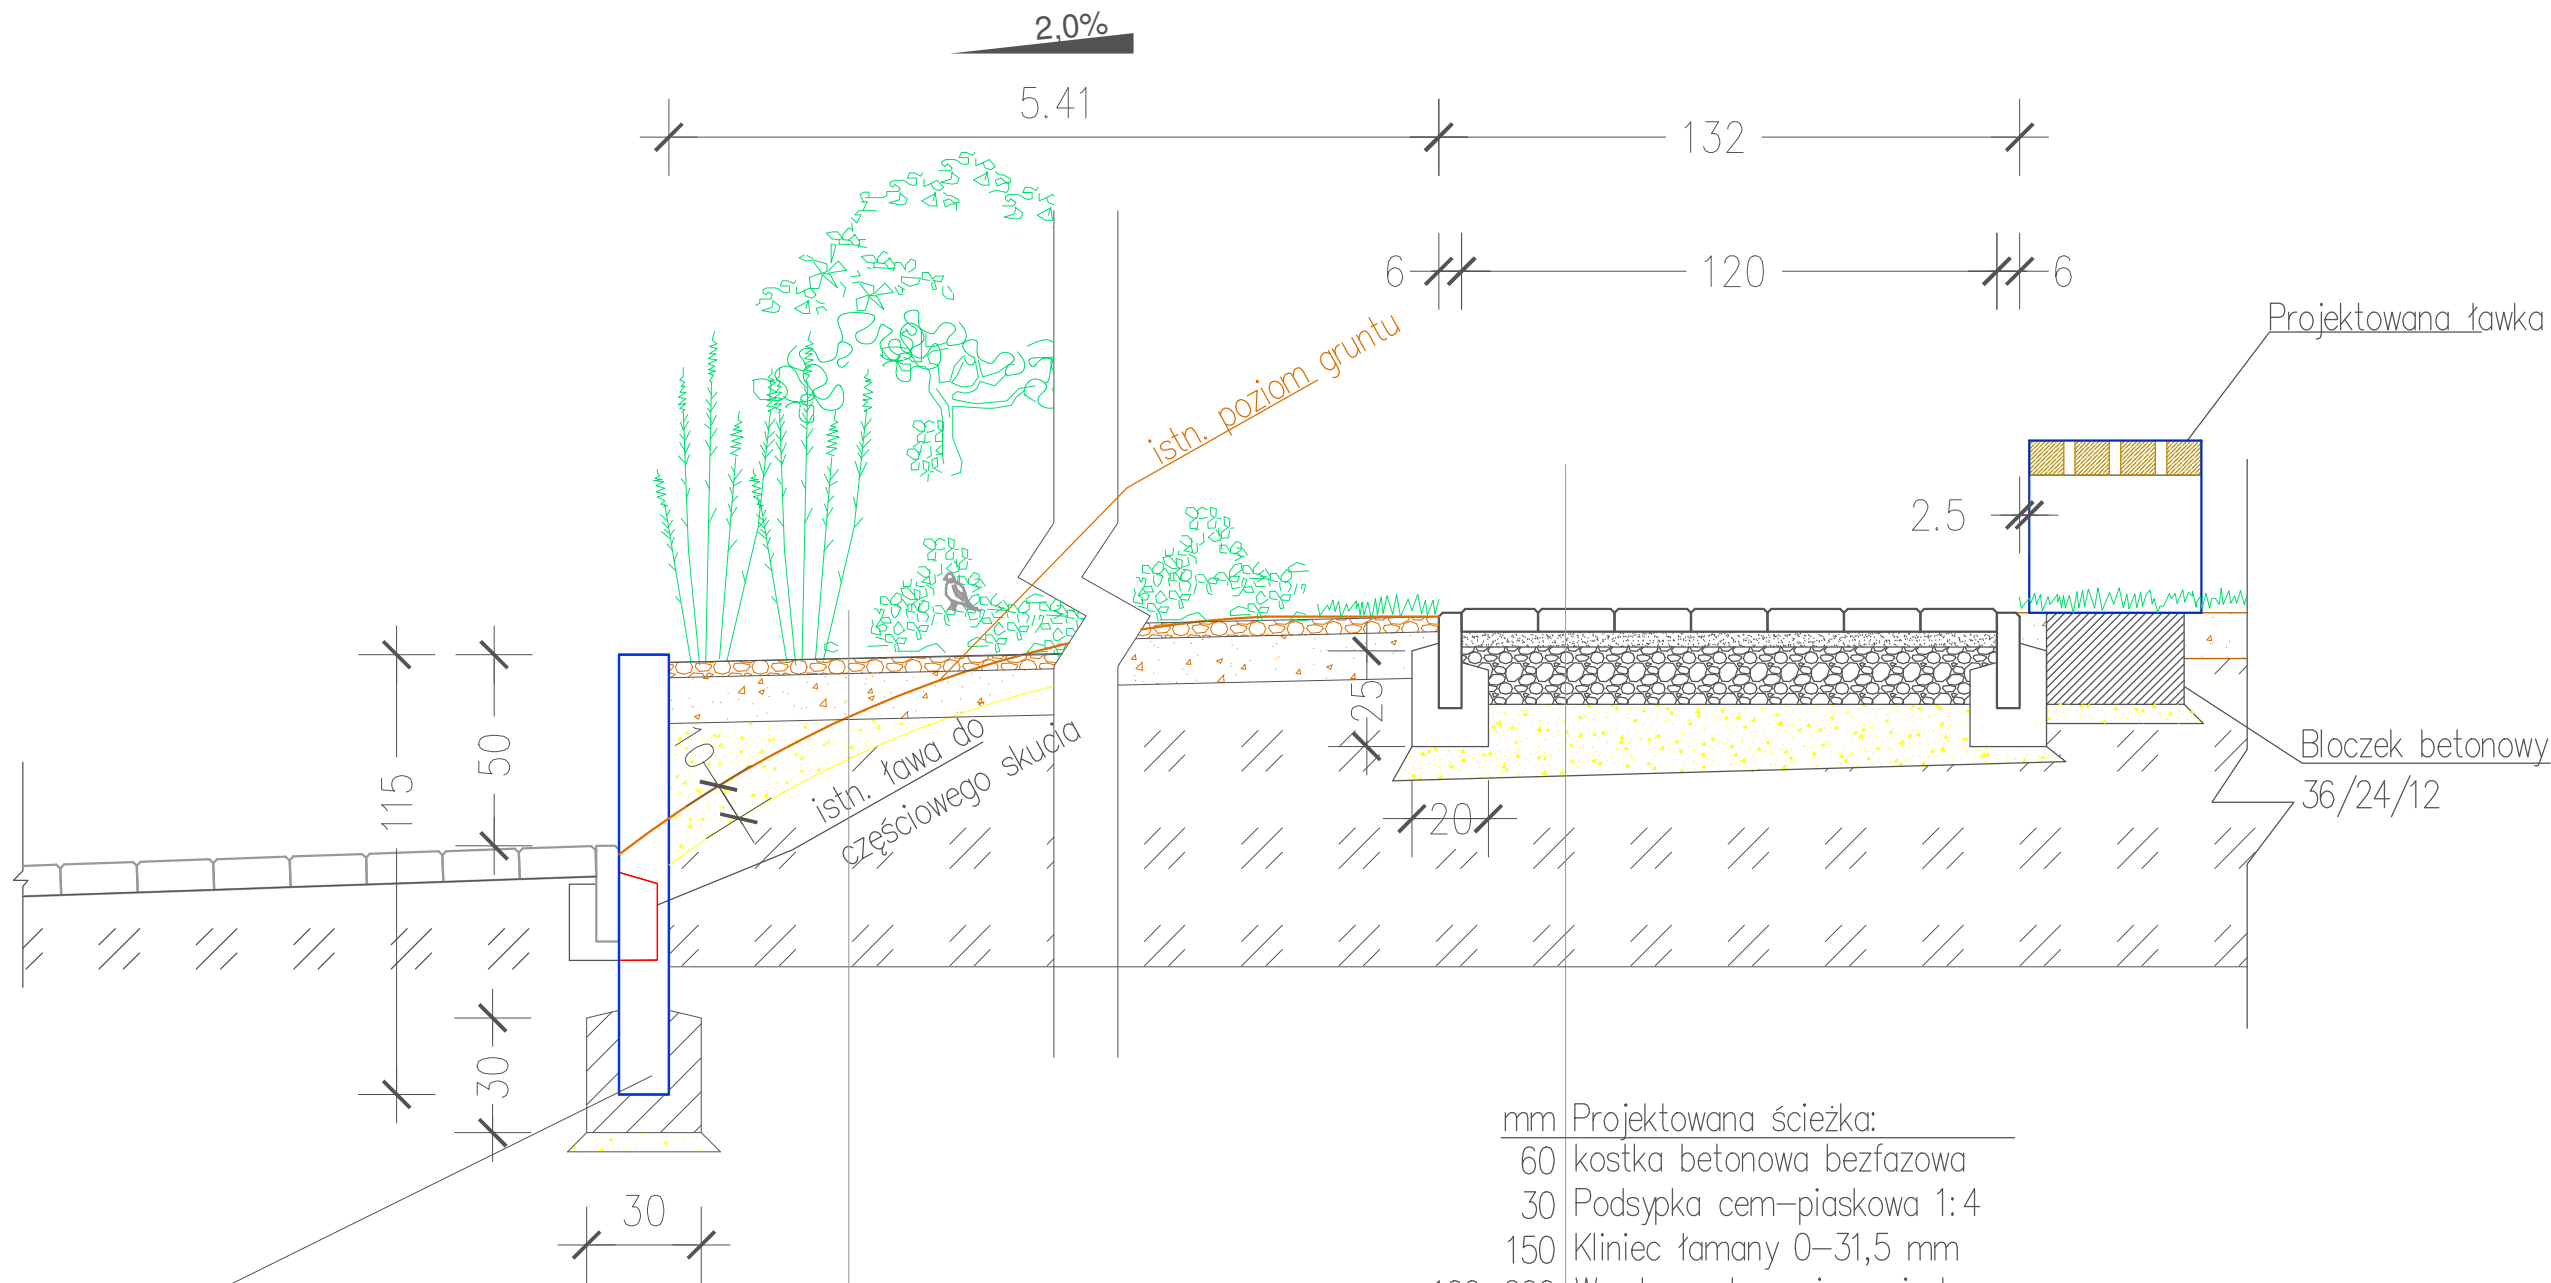 2,0%
5.41
132
6
120
6
Projektowana ławka
istn. poziom gruntu
2.5
50
115
25
istn. ława do
częściowego skucia
20
Bloczek betonowy
36/24/12
30
30
mm Projektowana ścieżka:
60 kostka betonowa bezfazowa
30 Podsypka cem-piaskowa 1:4
150 Kliniec łamany 0-31,5 mm